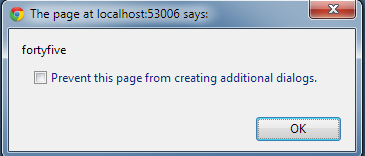 The page at localhost:53006 says:
fortyfive
Prevent this page from creating additional dialogs.
OK